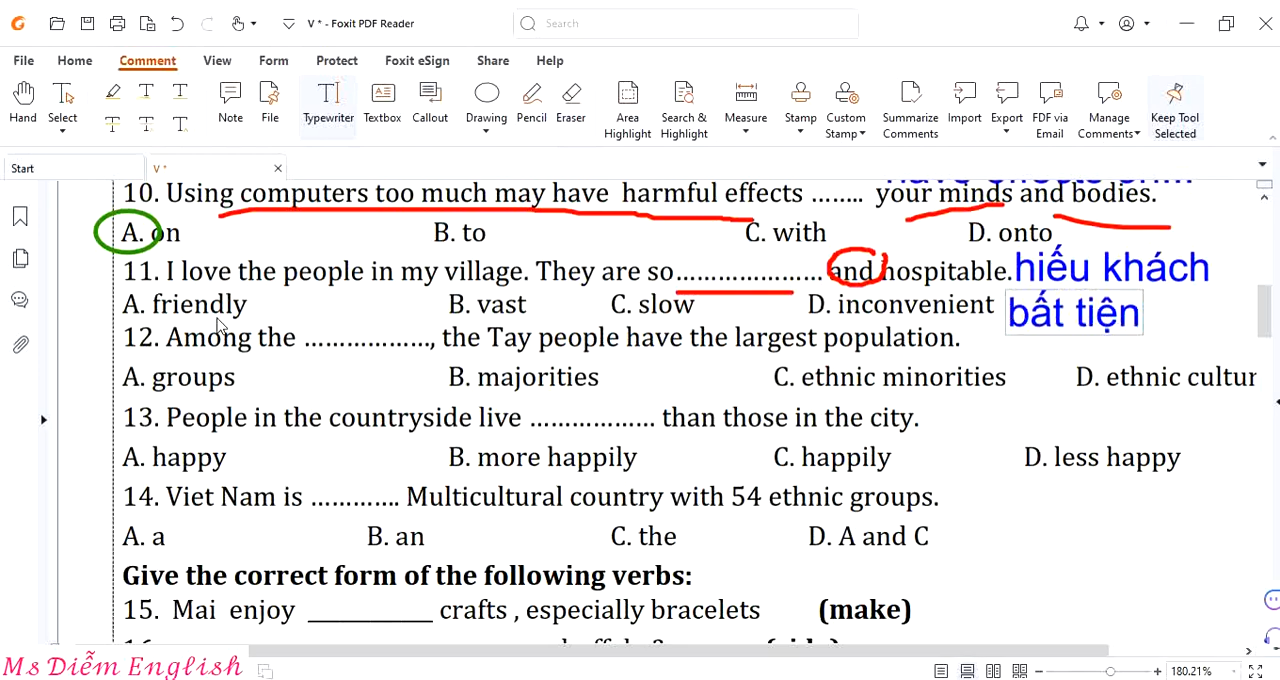 V * - Foxit PDF Reader
Search
File Home Comment View Form Protect Foxit eSign Share Help
Hand Select Note File Typewriter Textbox Callout Drawing Pencil Eraser Area Highlight Search & Highlight Measure Stamp Custom Stamp Summarize Comments Import Export FDF via Email Manage Comments Keep Tool Selected
Start V *
10. Using computers too much may have harmful effects …….. your minds and bodies.
A. on B. to C. with D. onto
11. I love the people in my village. They are so………………… and hospitable. hiếu khách
A. friendly B. vast C. slow D. inconvenient bất tiện
12. Among the ………………, the Tay people have the largest population.
A. groups B. majorities C. ethnic minorities D. ethnic cultur
13. People in the countryside live ……………… than those in the city.
A. happy B. more happily C. happily D. less happy
14. Viet Nam is …………. Multicultural country with 54 ethnic groups.
A. a B. an C. the D. A and C
Give the correct form of the following verbs:
15. Mai enjoy _________ crafts , especially bracelets (make)
Ms Diễm English
180.21%